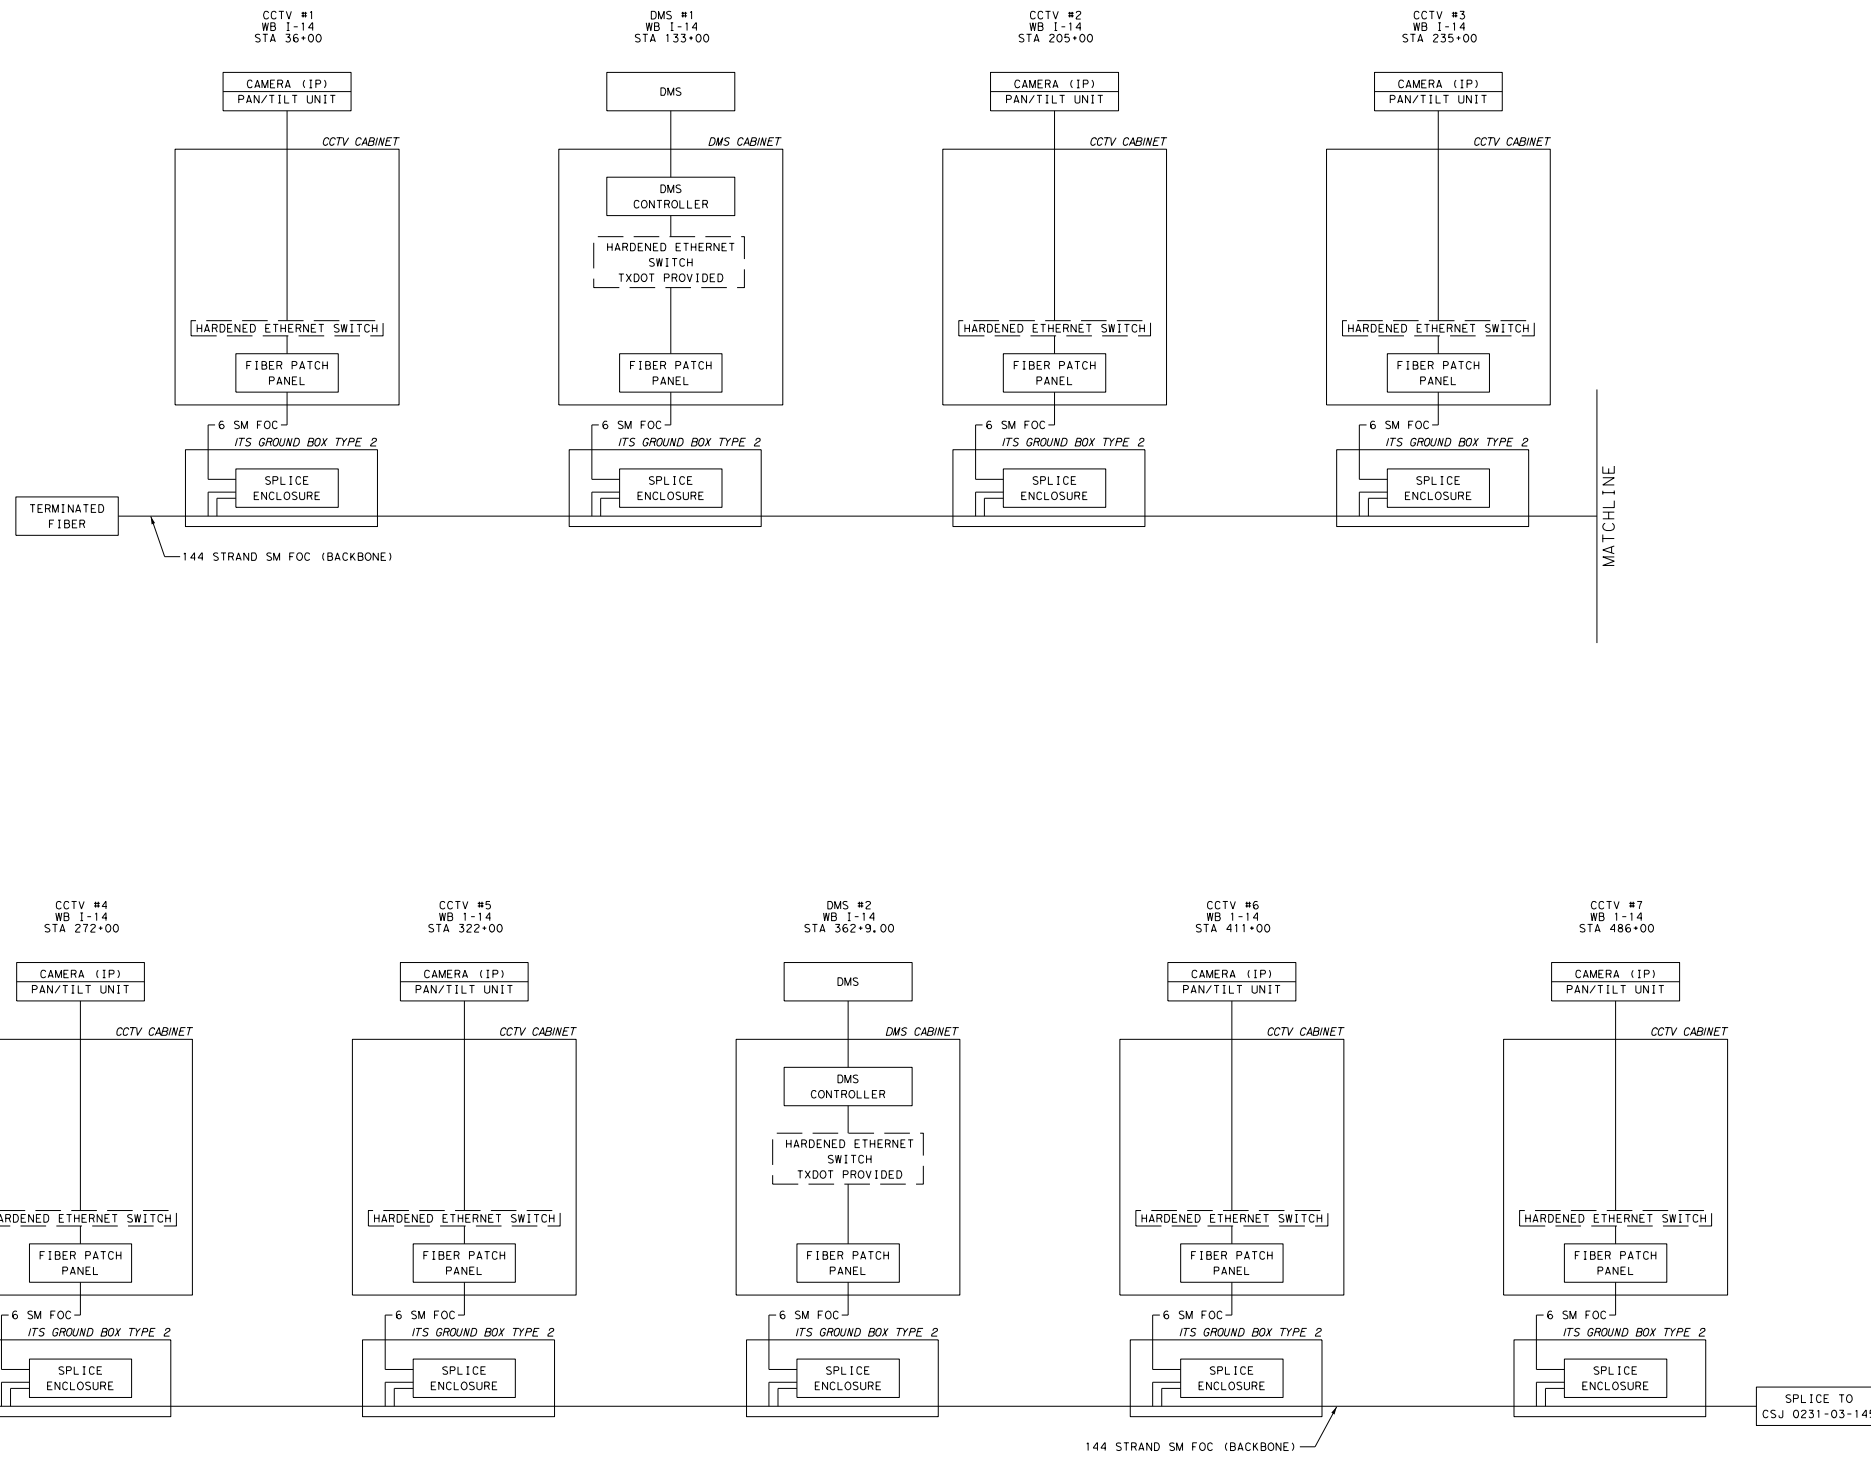 CCTV #1
WB I-14
STA 36+00
DMS #1
WB I-14
STA 133+00
CCTV #2
WB I-14
STA 205+00
CCTV #3
WB I-14
STA 235+00
CAMERA (IP)
PAN/TILT UNIT
DMS
CAMERA (IP)
PAN/TILT UNIT
CAMERA (IP)
PAN/TILT UNIT
CCTV CABINET
DMS CABINET
CCTV CABINET
CCTV CABINET
DMS
CONTROLLER
HARDENED ETHERNET
SWITCH
TXDOT PROVIDED
HARDENED ETHERNET SWITCH
HARDENED ETHERNET SWITCH
HARDENED ETHERNET SWITCH
FIBER PATCH
PANEL
FIBER PATCH
PANEL
FIBER PATCH
PANEL
FIBER PATCH
PANEL
6 SM FOC
6 SM FOC
6 SM FOC
6 SM FOC
ITS GROUND BOX TYPE 2
ITS GROUND BOX TYPE 2
ITS GROUND BOX TYPE 2
ITS GROUND BOX TYPE 2
SPLICE
ENCLOSURE
SPLICE
ENCLOSURE
SPLICE
ENCLOSURE
SPLICE
ENCLOSURE
TERMINATED
FIBER
144 STRAND SM FOC (BACKBONE)
MATCHLINE
CCTV #4
WB I-14
STA 272+00
CCTV #5
WB 1-14
STA 322+00
DMS #2
WB I-14
STA 362+9.00
CCTV #6
WB 1-14
STA 411+00
CCTV #7
WB 1-14
STA 486+00
CAMERA (IP)
PAN/TILT UNIT
CAMERA (IP)
PAN/TILT UNIT
DMS
CAMERA (IP)
PAN/TILT UNIT
CAMERA (IP)
PAN/TILT UNIT
CCTV CABINET
CCTV CABINET
DMS CABINET
CCTV CABINET
CCTV CABINET
DMS
CONTROLLER
HARDENED ETHERNET
SWITCH
TXDOT PROVIDED
ARDENED ETHERNET SWITCH
HARDENED ETHERNET SWITCH
HARDENED ETHERNET SWITCH
HARDENED ETHERNET SWITCH
FIBER PATCH
PANEL
FIBER PATCH
PANEL
FIBER PATCH
PANEL
FIBER PATCH
PANEL
FIBER PATCH
PANEL
6 SM FOC
6 SM FOC
6 SM FOC
6 SM FOC
6 SM FOC
ITS GROUND BOX TYPE 2
ITS GROUND BOX TYPE 2
ITS GROUND BOX TYPE 2
ITS GROUND BOX TYPE 2
ITS GROUND BOX TYPE 2
SPLICE
ENCLOSURE
SPLICE
ENCLOSURE
SPLICE
ENCLOSURE
SPLICE
ENCLOSURE
SPLICE
ENCLOSURE
SPLICE TO
CSJ 0231-03-145
144 STRAND SM FOC (BACKBONE)